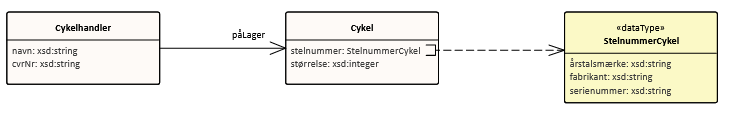 Cykelhandler
navn: xsd:string
cvrNr: xsd:string
påLager
Cykel
stelnummer: StelnummerCykel
størrelse: xsd:integer
«dataType»
StelnummerCykel
årstalsmærke: xsd:string
fabrikant: xsd:string
serienummer: xsd:string